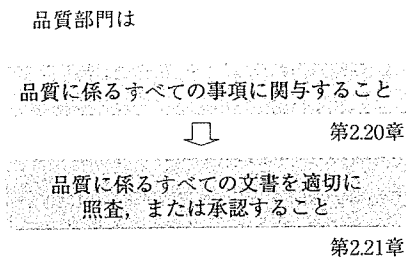 品質部門は
品質に係るすべての事項に関与すること
第2.20章
品質に係るすべての文書を適切に
照査，または承認すること
第2.21章